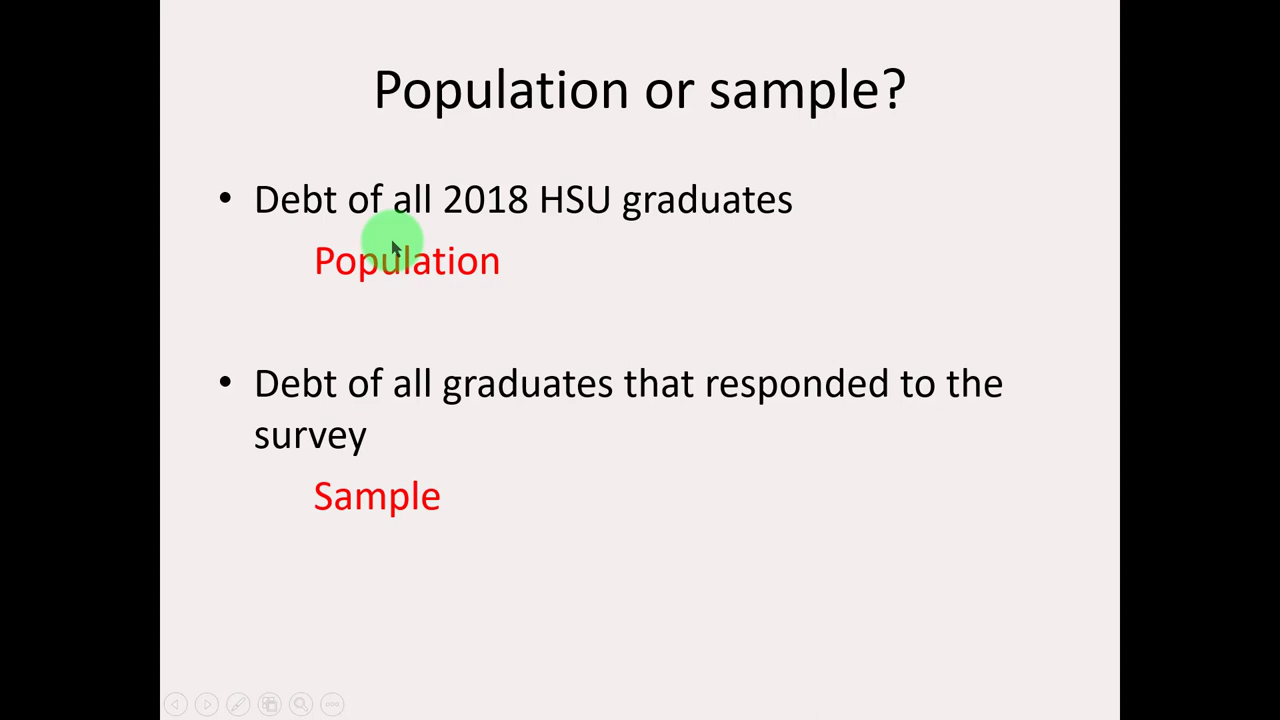 Population or sample?
• Debt of all 2018 HSU graduates
Population
• Debt of all graduates that responded to the
survey
Sample